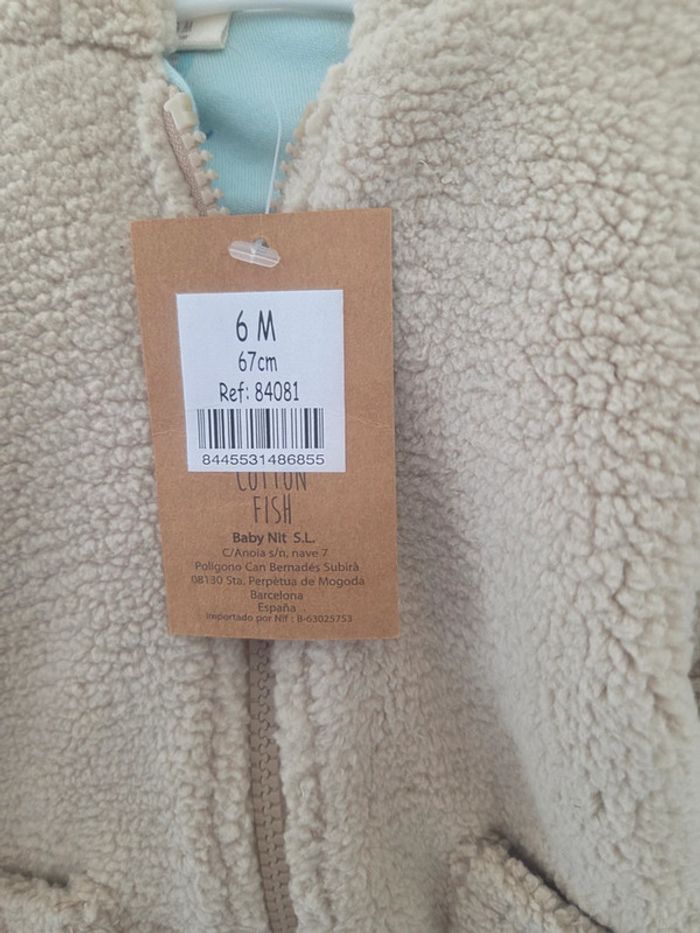 6 M
67cm
Ref: 84081
8445531486855
COTTON
FISH
Baby Nit S.L.
C/Anoia s/n, nave 7
Polígono Can Bernadés Subirà
08130 Sta. Perpètua de Mogoda
Barcelona
España
Importado por Nif : B-63025753